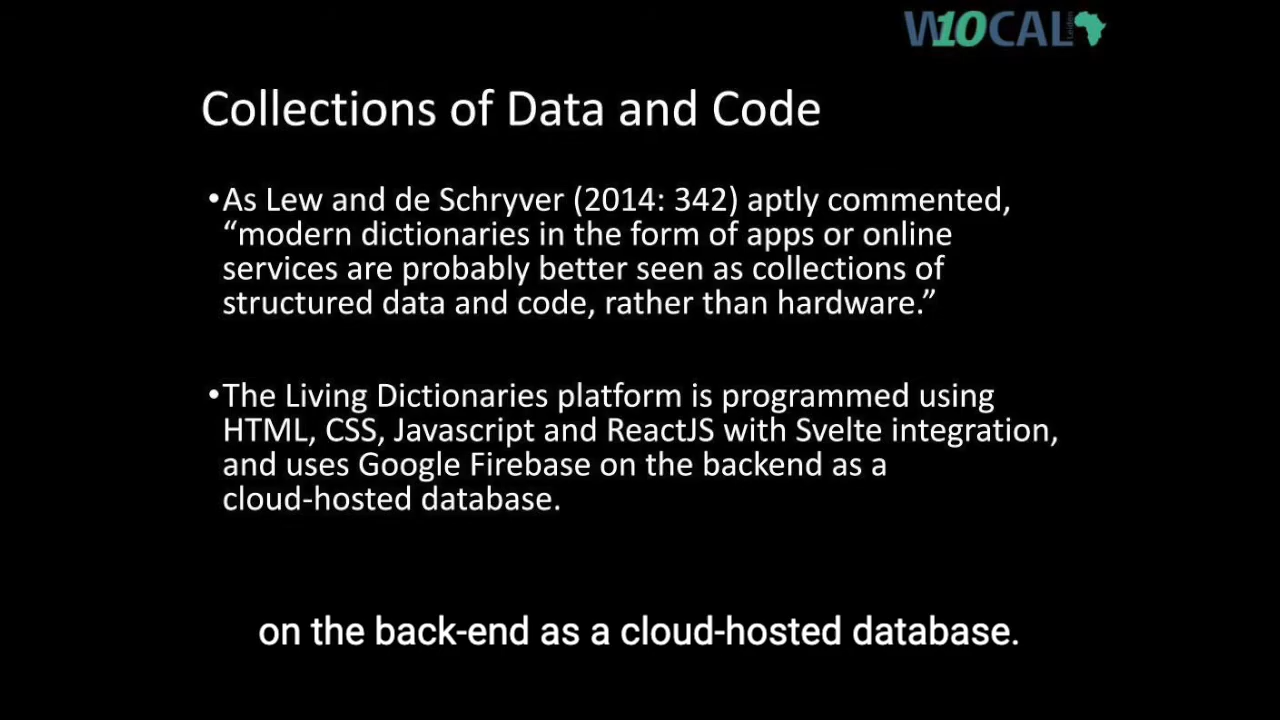 W10CAL
Leiden
Collections of Data and Code
•As Lew and de Schryver (2014: 342) aptly commented,
“modern dictionaries in the form of apps or online
services are probably better seen as collections of
structured data and code, rather than hardware.”
•The Living Dictionaries platform is programmed using
HTML, CSS, Javascript and ReactJS with Svelte integration,
and uses Google Firebase on the backend as a
cloud-hosted database.
on the back-end as a cloud-hosted database.